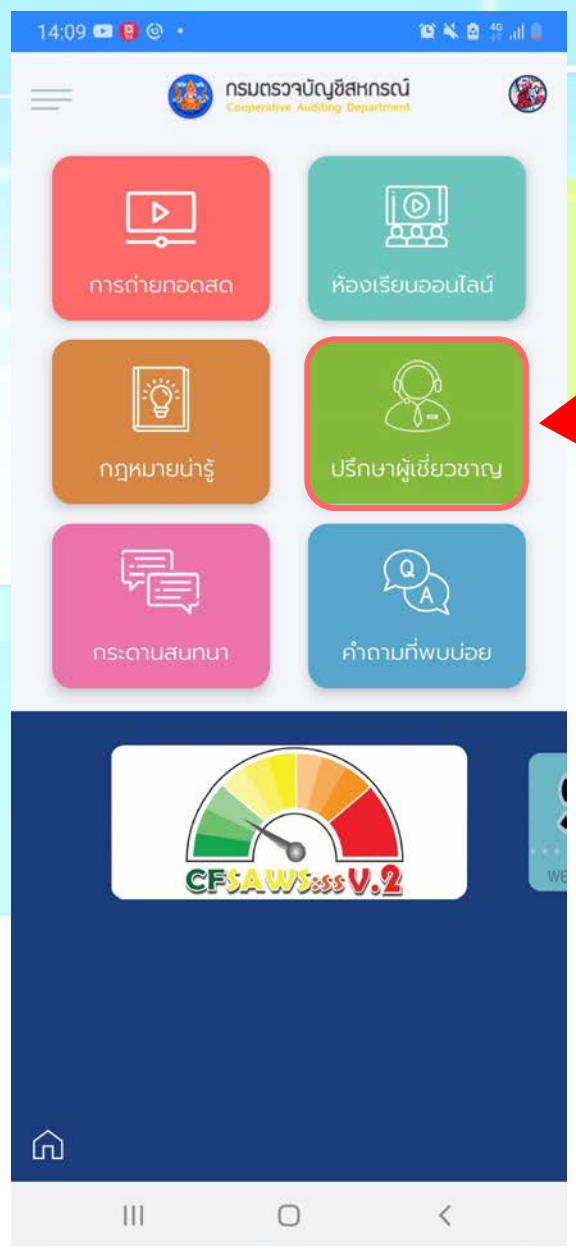 14:09
4G
กรมตรวจบัญชีสหกรณ์
Cooperative Auditing Department
การถ่ายทอดสด
ห้องเรียนออนไลน์
กฎหมายน่ารู้
ปรึกษาผู้เชี่ยวชาญ
Q
A
กระดานสนทนา
คำถามที่พบบ่อย
CFSAWS:ss V.2